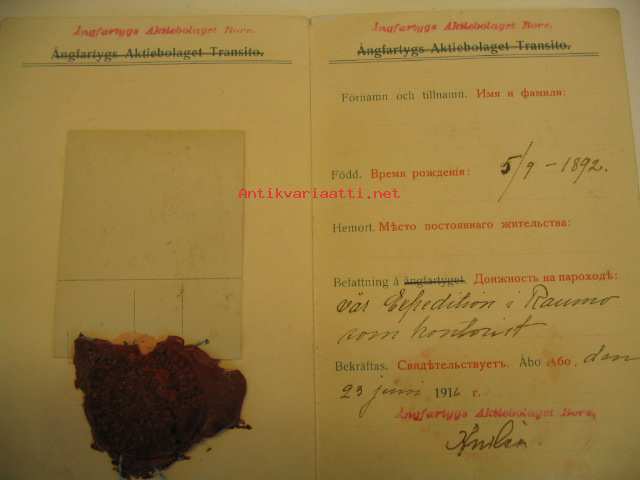 Ångfartygs Aktiebolaget Bore.
Ångfartygs Aktiebolaget Transito.
Ångfartygs Aktiebolaget Bore.
Ångfartygs Aktiebolaget Transito.
Förnamn och tillnamn. Имя и фамилія:
Antikvariaatti.net
Född. Время рожденія: 5/9 - 1892.
Hemort. Мѣсто постояннаго жительства:
Befattning å ångfartyget. Должность на пароходѣ:
vår Expedition i Raumo
som kontorist
Bekräftas. Свидѣтельствуетъ. Åbo Або, den
23 juni 1916 г.
Ångfartygs Aktiebolaget Bore,